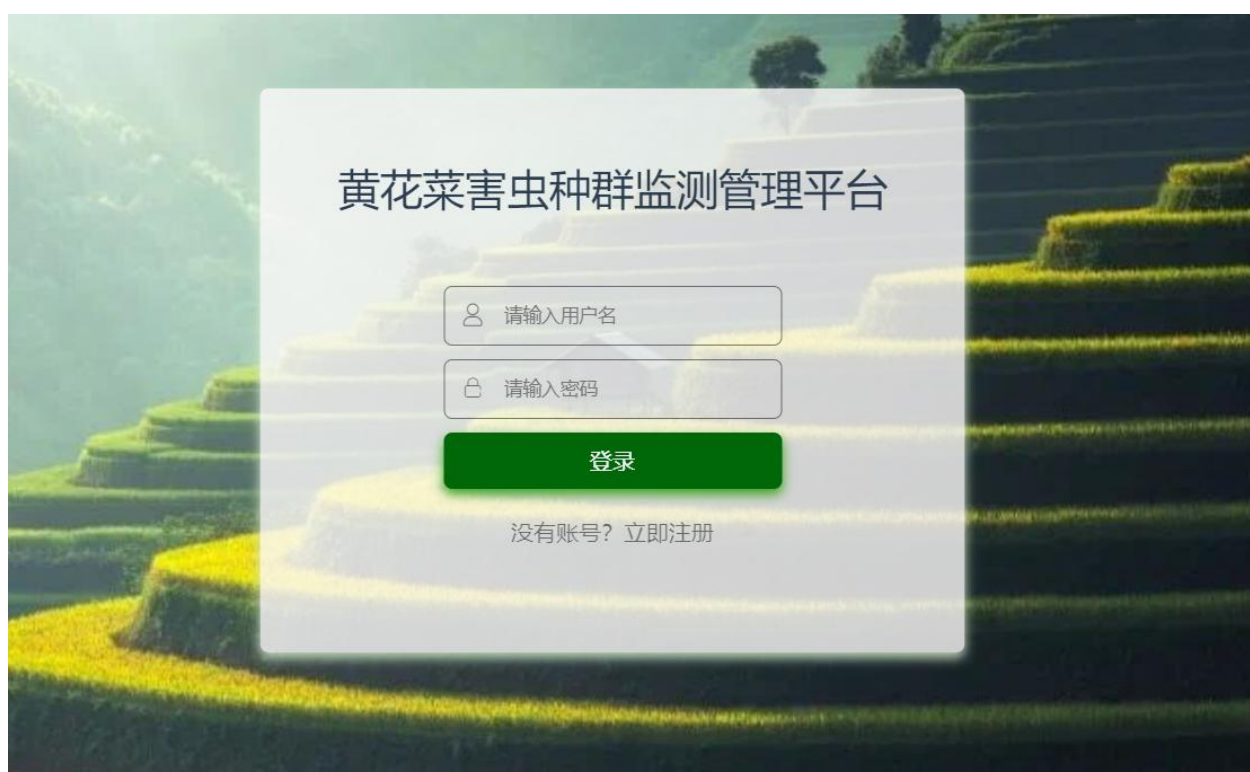 黄花菜害虫种群监测管理平台
请输入用户名
请输入密码
登录
没有账号？立即注册